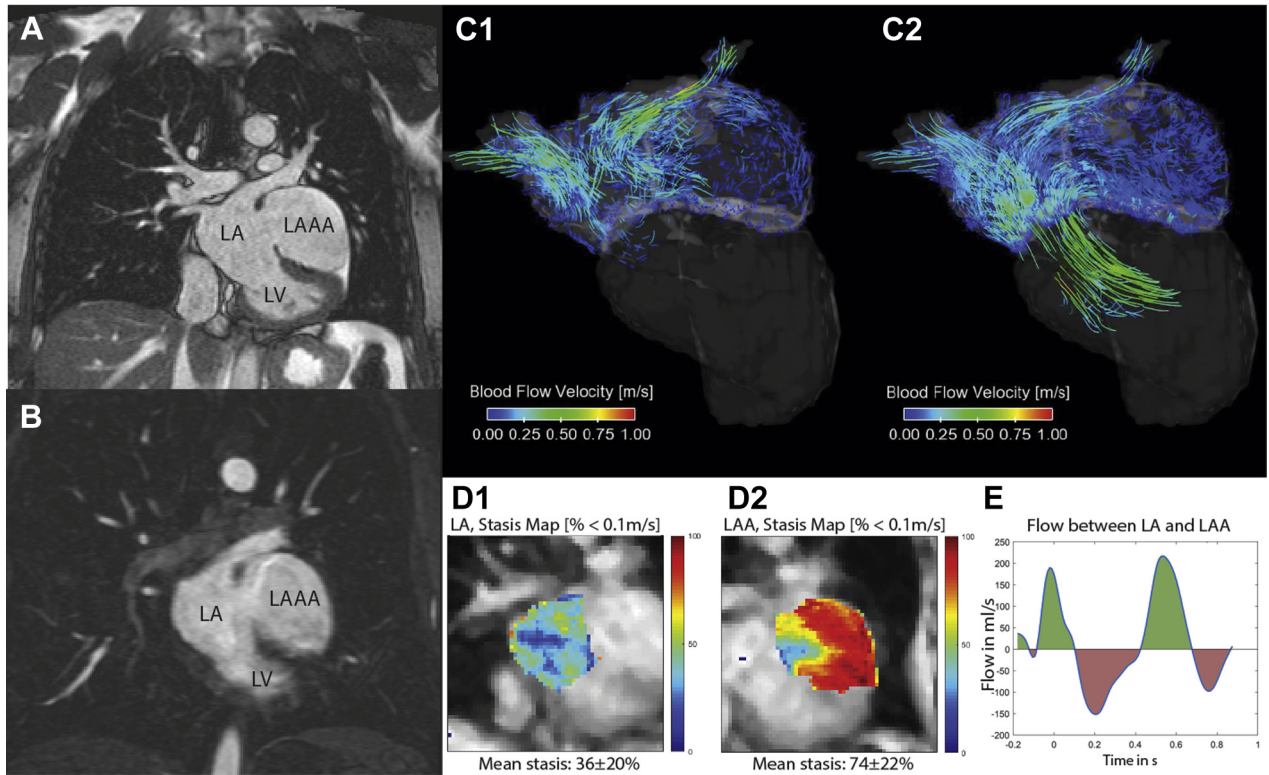 A
LA
LAAA
LV
B
LA
LAAA
LV
C1
C2
Blood Flow Velocity [m/s]
0.00 0.25 0.50 0.75 1.00
Blood Flow Velocity [m/s]
0.00 0.25 0.50 0.75 1.00
D1
LA, Stasis Map [% < 0.1m/s]
100
50
0
Mean stasis: 36±20%
D2
LAA, Stasis Map [% < 0.1m/s]
100
50
0
Mean stasis: 74±22%
E
Flow between LA and LAA
Flow in ml/s
250
200
150
100
50
0
-50
-100
-150
-200
-0.2 0 0.2 0.4 0.6 0.8 1
Time in s